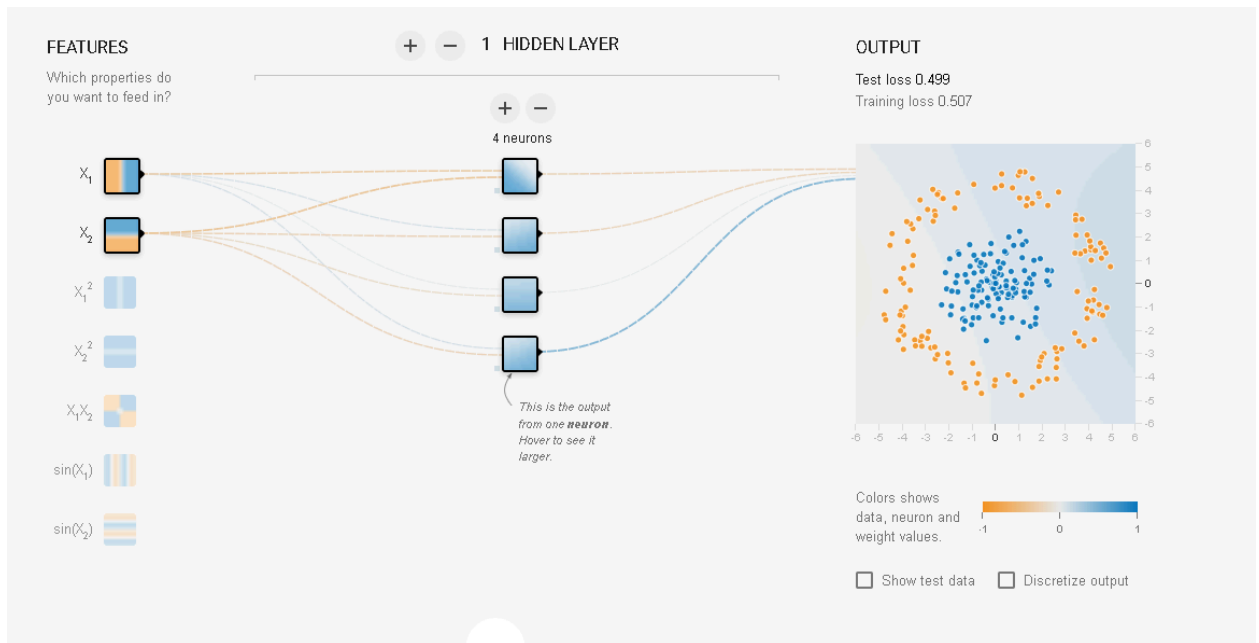 FEATURES
Which properties do
you want to feed in?
+ − 1 HIDDEN LAYER
+ −
4 neurons
X₁
X₂
X₁²
X₂²
X₁X₂
sin(X₁)
sin(X₂)
This is the output
from one neuron.
Hover to see it
larger.
OUTPUT
Test loss 0.499
Training loss 0.507
6
5
4
3
2
1
0
-1
-2
-3
-4
-5
-6
-6 -5 -4 -3 -2 -1 0 1 2 3 4 5 6
Colors shows
data, neuron and
weight values.
-1 0 1
Show test data Discretize output